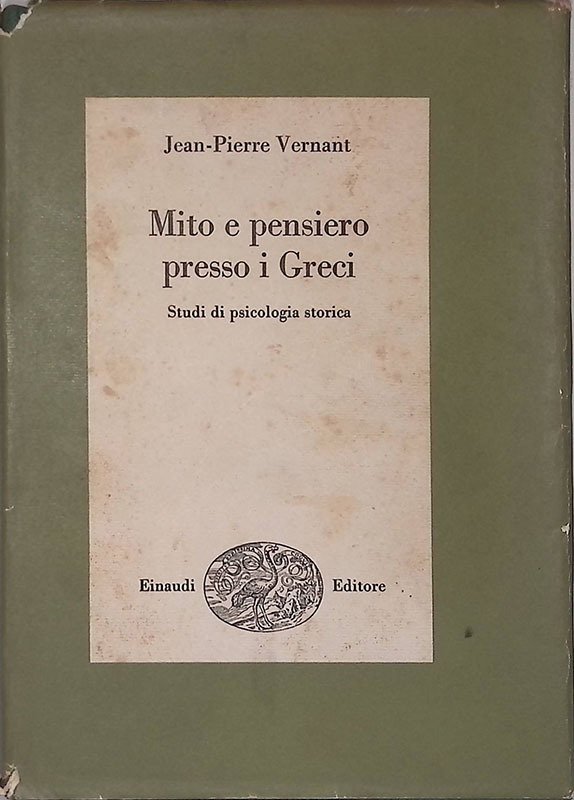 Jean-Pierre Vernant
Mito e pensiero
presso i Greci
Studi di psicologia storica
Einaudi Editore